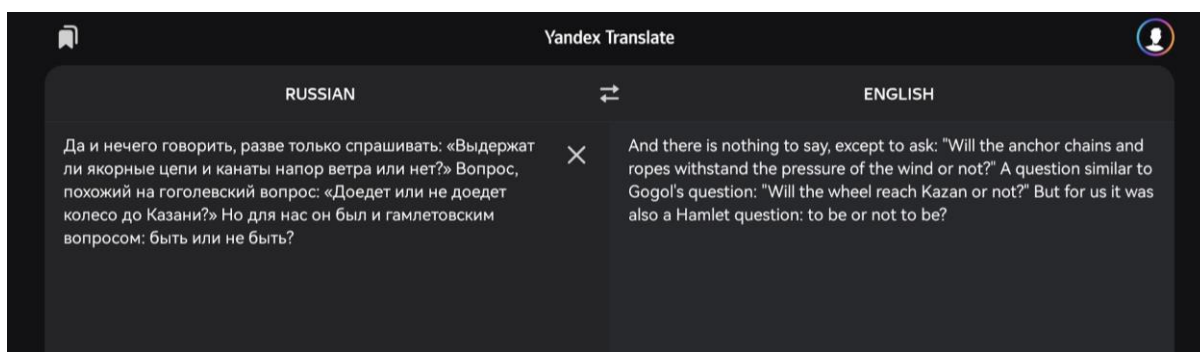 Yandex Translate
RUSSIAN
ENGLISH
Да и нечего говорить, разве только спрашивать: «Выдержат
ли якорные цепи и канаты напор ветра или нет?» Вопрос,
похожий на гоголевский вопрос: «Доедет или не доедет
колесо до Казани?» Но для нас он был и гамлетовским
вопросом: быть или не быть?
And there is nothing to say, except to ask: "Will the anchor chains and
ropes withstand the pressure of the wind or not?" A question similar to
Gogol's question: "Will the wheel reach Kazan or not?" But for us it was
also a Hamlet question: to be or not to be?